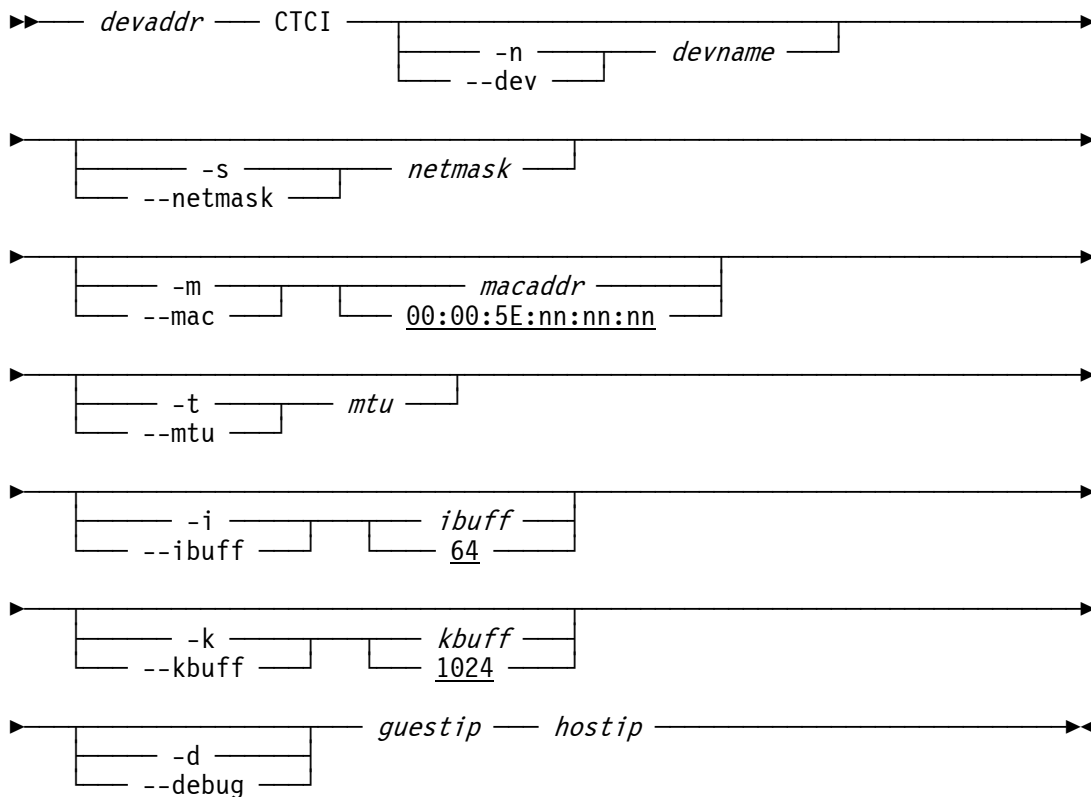 devaddr CTCI
-n devname
--dev
-s netmask
--netmask
-m macaddr
--mac 00:00:5E:nn:nn:nn
-t mtu
--mtu
-i ibuff
--ibuff 64
-k kbuff
--kbuff 1024
guestip hostip
-d
--debug